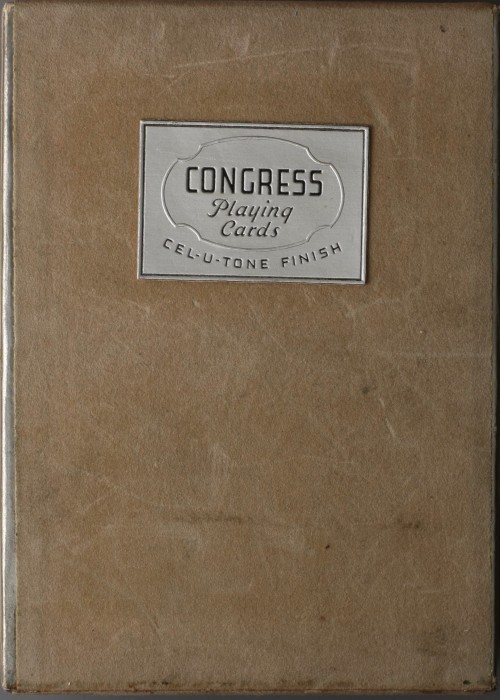 CONGRESS
Playing
Cards
CEL-U-TONE FINISH